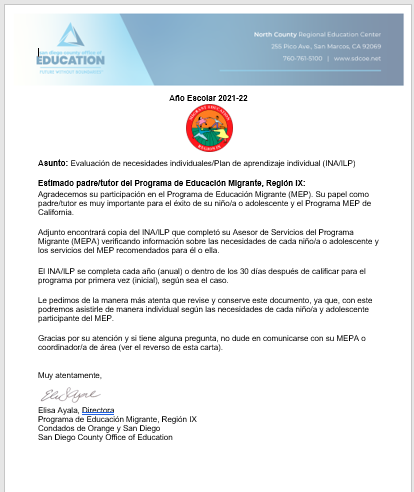 san diego county office of
EDUCATION
FUTURE WITHOUT BOUNDARIES™
North County Regional Education Center
255 Pico Ave., San Marcos, CA 92069
760-761-5100 | www.sdcoe.net
Año Escolar 2021-22
MIGRANT EDUCATION
REGION IX
Asunto: Evaluación de necesidades individuales/Plan de aprendizaje individual (INA/ILP)
Estimado padre/tutor del Programa de Educación Migrante, Región IX:
Agradecemos su participación en el Programa de Educación Migrante (MEP). Su papel como
padre/tutor es muy importante para el éxito de su niño/a o adolescente y el Programa MEP de
California.
Adjunto encontrará copia del INA/ILP que completó su Asesor de Servicios del Programa
Migrante (MEPA) verificando información sobre las necesidades de cada niño/a o adolescente y
los servicios del MEP recomendados para él o ella.
El INA/ILP se completa cada año (anual) o dentro de los 30 días después de calificar para el
programa por primera vez (inicial), según sea el caso.
Le pedimos de la manera más atenta que revise y conserve este documento, ya que, con este
podremos asistirle de manera individual según las necesidades de cada niño/a y adolescente
participante del MEP.
Gracias por su atención y si tiene alguna pregunta, no dude en comunicarse con su MEPA o
coordinador/a de área (ver el reverso de esta carta).
Muy atentamente,
Elisa Ayala, Directora
Programa de Educación Migrante, Región IX
Condados de Orange y San Diego
San Diego County Office of Education